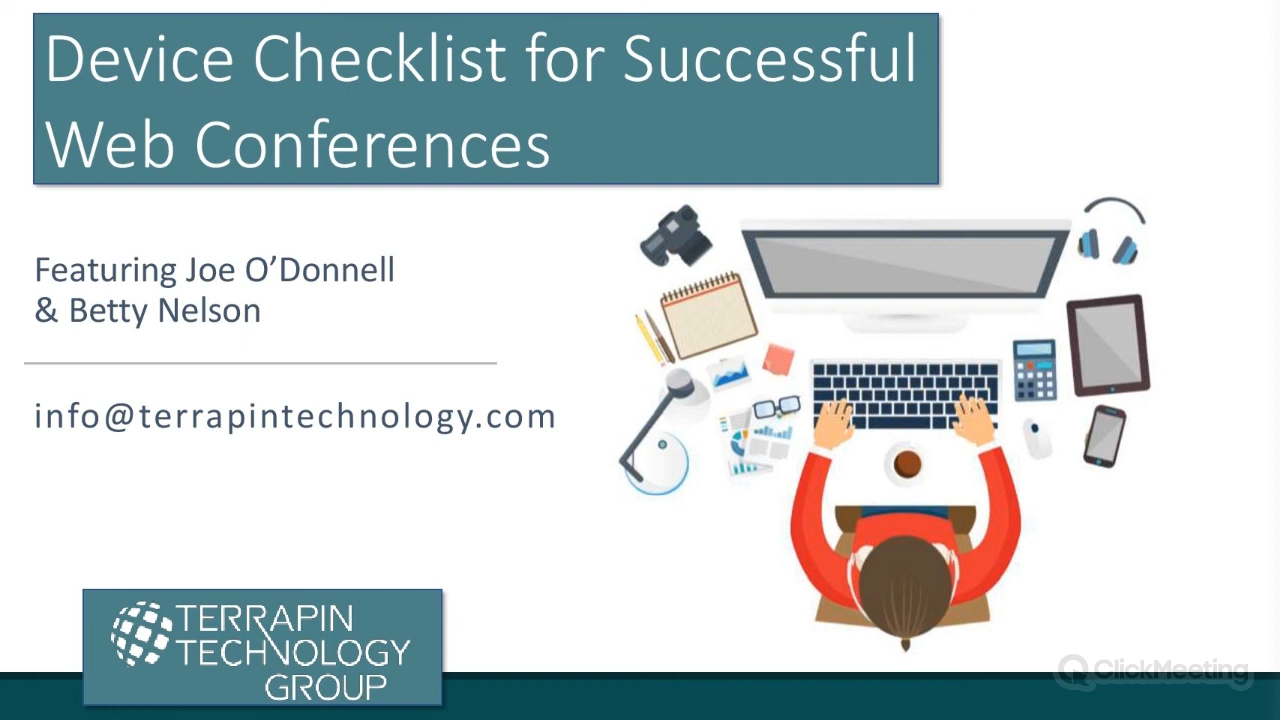 Device Checklist for Successful
Web Conferences
Featuring Joe O’Donnell
& Betty Nelson
info@terrapintechnology.com
TERRAPIN
TECHNOLOGY
GROUP
ClickMeeting